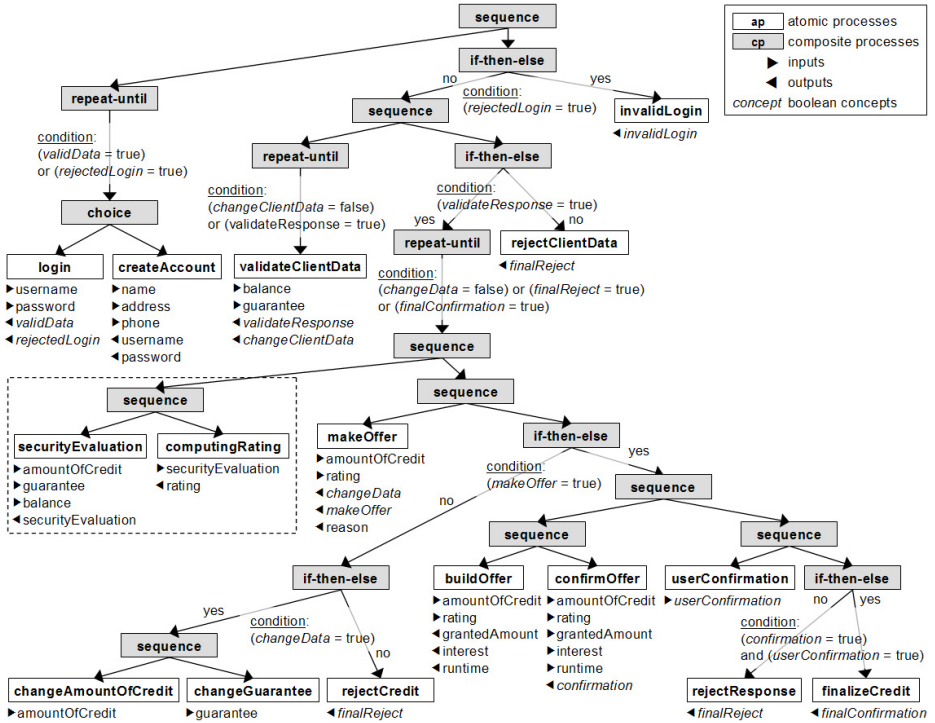 sequence
ap atomic processes
cp composite processes
▶ inputs
◀ outputs
concept boolean concepts
if-then-else
no
yes
condition:
(rejectedLogin = true)
repeat-until
sequence
invalidLogin
◀invalidLogin
condition:
(validData = true)
or (rejectedLogin = true)
repeat-until
if-then-else
condition:
(changeClientData = false)
or (validateResponse = true)
condition:
(validateResponse = true)
yes
no
choice
repeat-until
rejectClientData
◀finalReject
login
▶username
▶password
◀validData
◀rejectedLogin
createAccount
▶name
▶address
▶phone
◀username
◀password
validateClientData
▶balance
▶guarantee
◀validateResponse
◀changeClientData
condition:
(changeData = false) or (finalReject = true)
or (finalConfirmation = true)
sequence
sequence
sequence
securityEvaluation
▶amountOfCredit
▶guarantee
▶balance
◀securityEvaluation
computingRating
▶securityEvaluation
◀rating
makeOffer
▶amountOfCredit
▶rating
◀changeData
◀makeOffer
◀reason
if-then-else
condition:
(makeOffer = true)
no
yes
sequence
sequence
sequence
if-then-else
buildOffer
▶amountOfCredit
▶rating
◀grantedAmount
◀interest
◀runtime
confirmOffer
▶amountOfCredit
▶rating
▶grantedAmount
▶interest
▶runtime
◀confirmation
userConfirmation
▶userConfirmation
if-then-else
no
yes
condition:
(confirmation = true)
and (userConfirmation = true)
yes
condition:
(changeData = true)
no
sequence
changeAmountOfCredit
▶amountOfCredit
changeGuarantee
▶guarantee
rejectCredit
◀finalReject
rejectResponse
◀finalReject
finalizeCredit
◀finalConfirmation